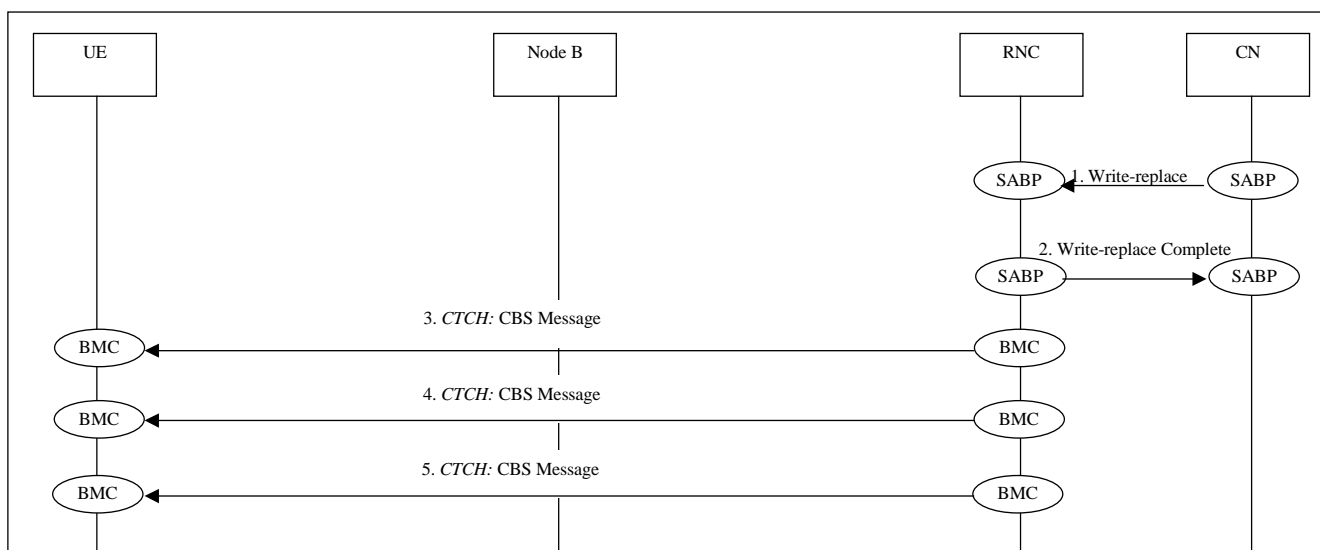 UE
Node B
RNC
CN
SABP
1. Write-replace
SABP
2. Write-replace Complete
SABP
SABP
3. CTCH: CBS Message
BMC
BMC
4. CTCH: CBS Message
BMC
BMC
5. CTCH: CBS Message
BMC
BMC